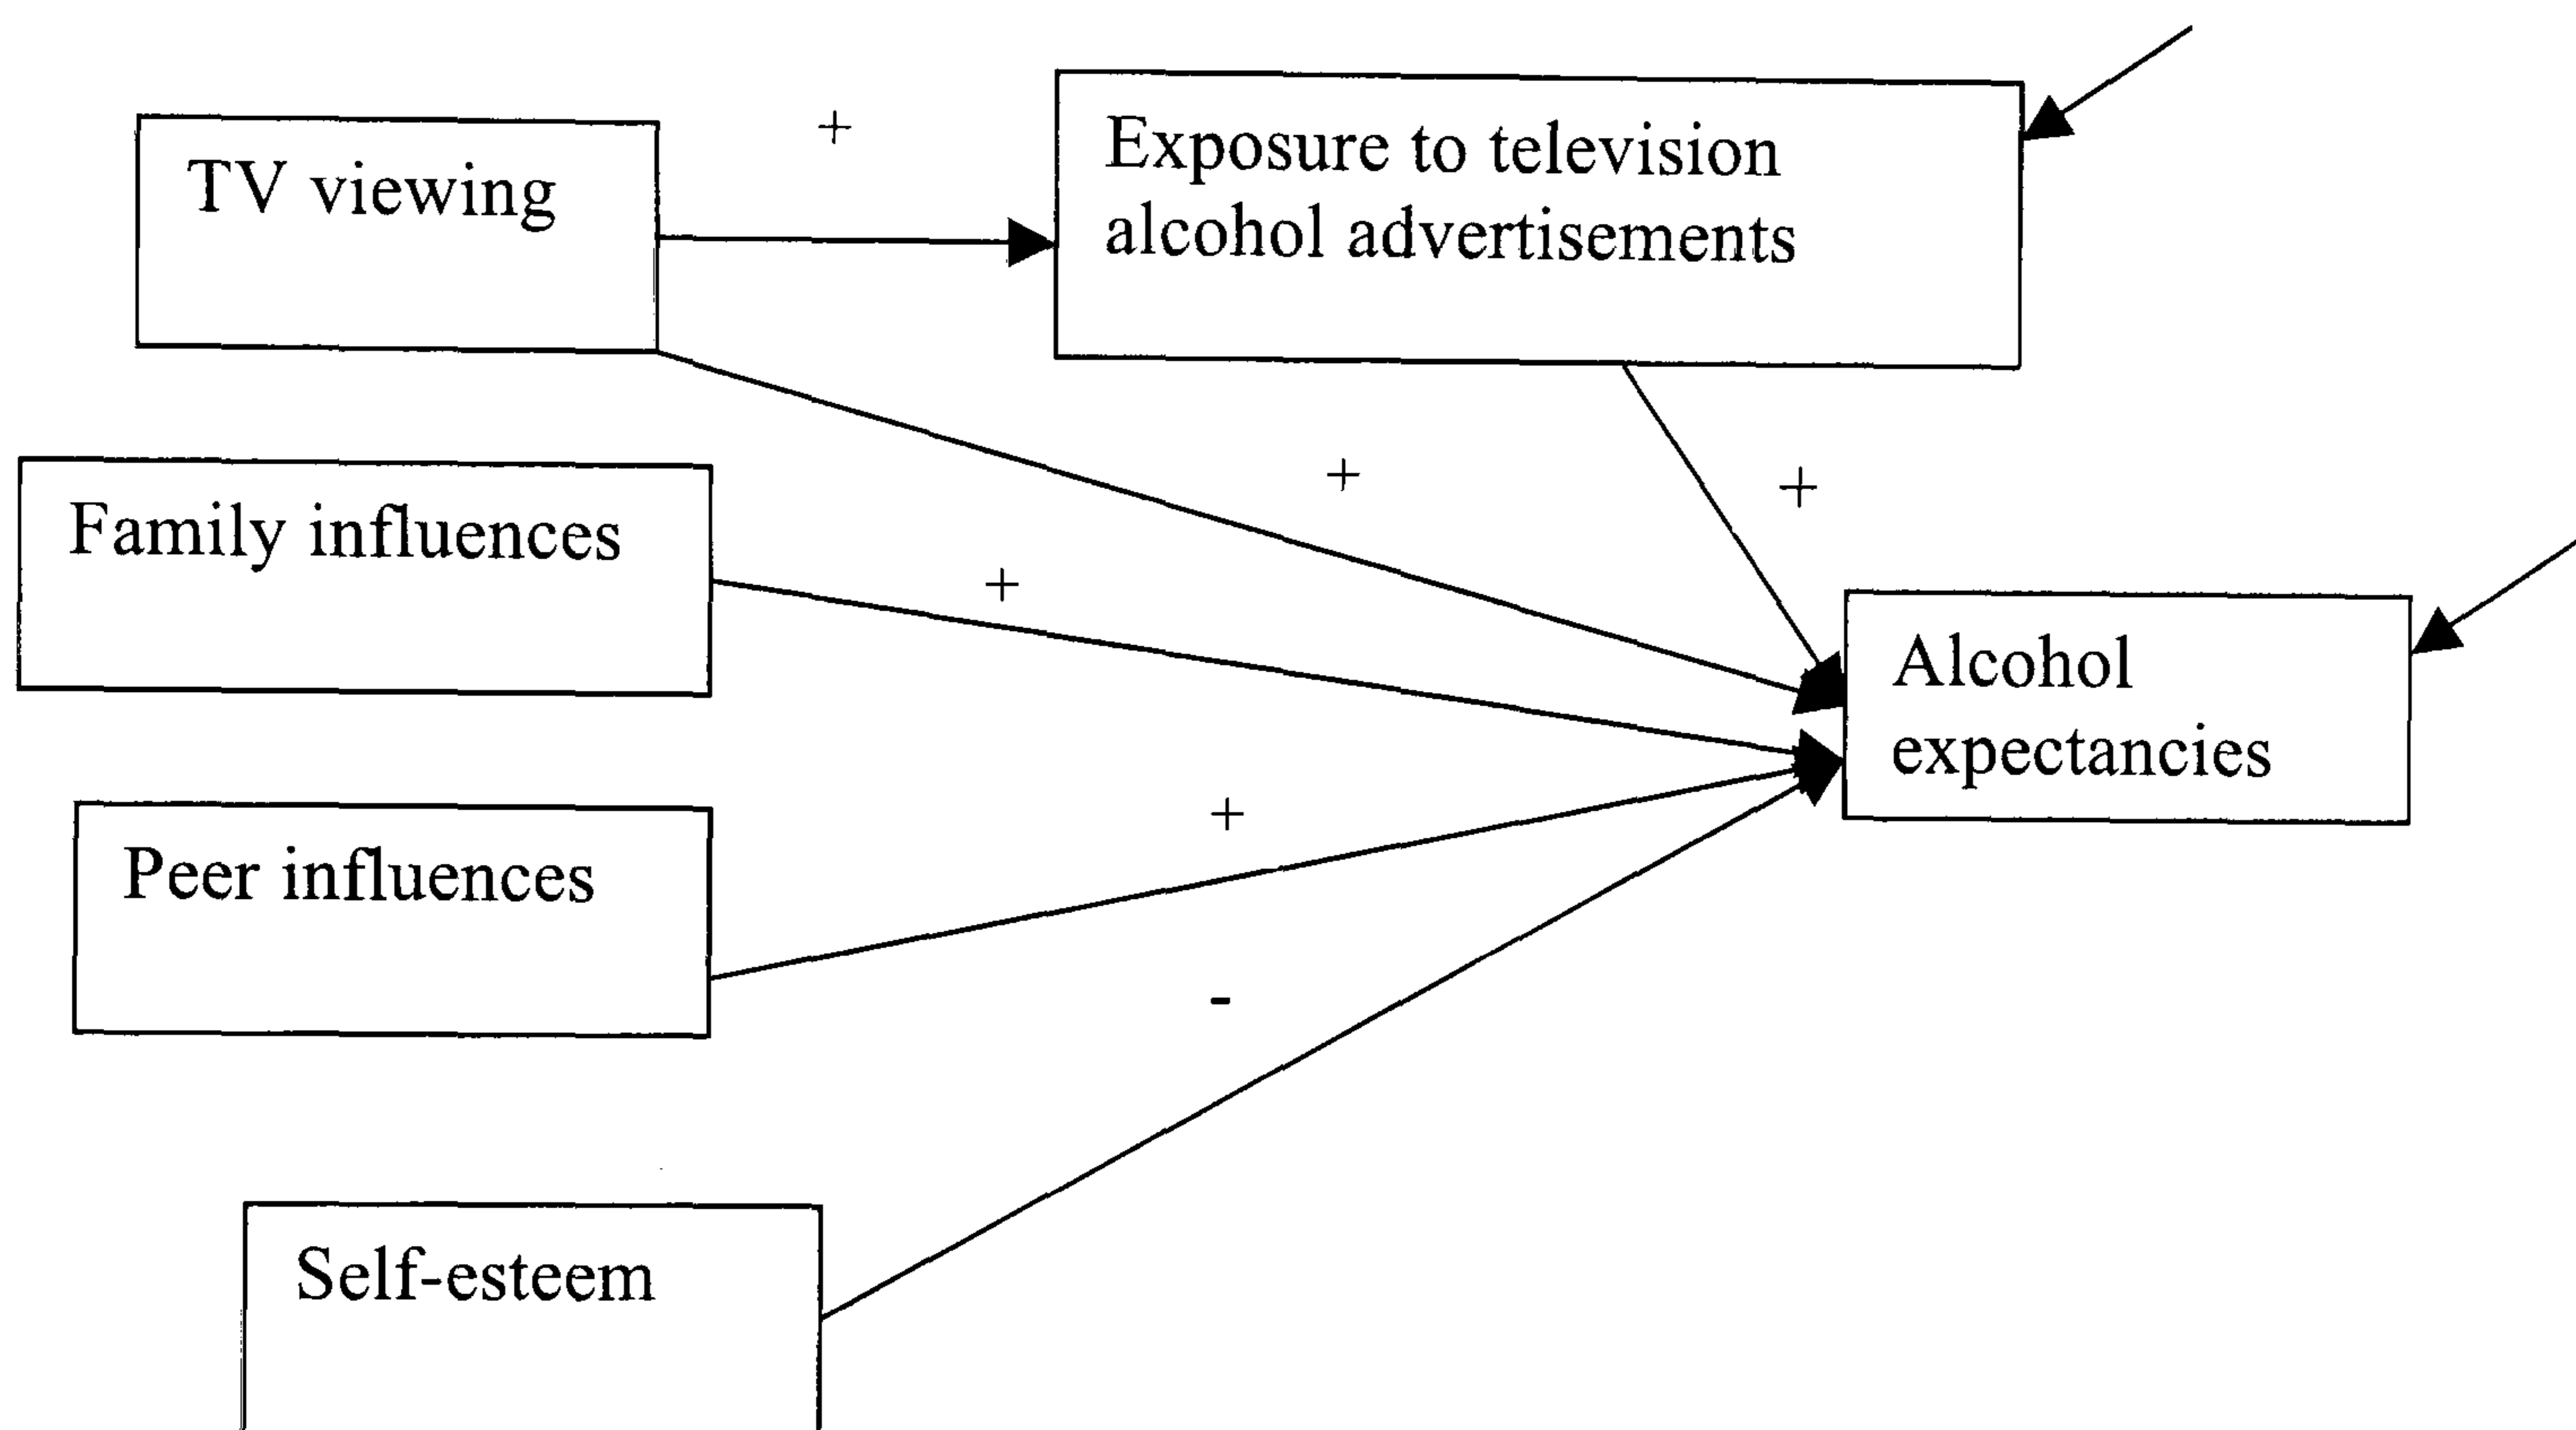 +
TV viewing
Exposure to television
alcohol advertisements
+
+
Family influences
+
Alcohol
expectancies
+
Peer influences
-
Self-esteem